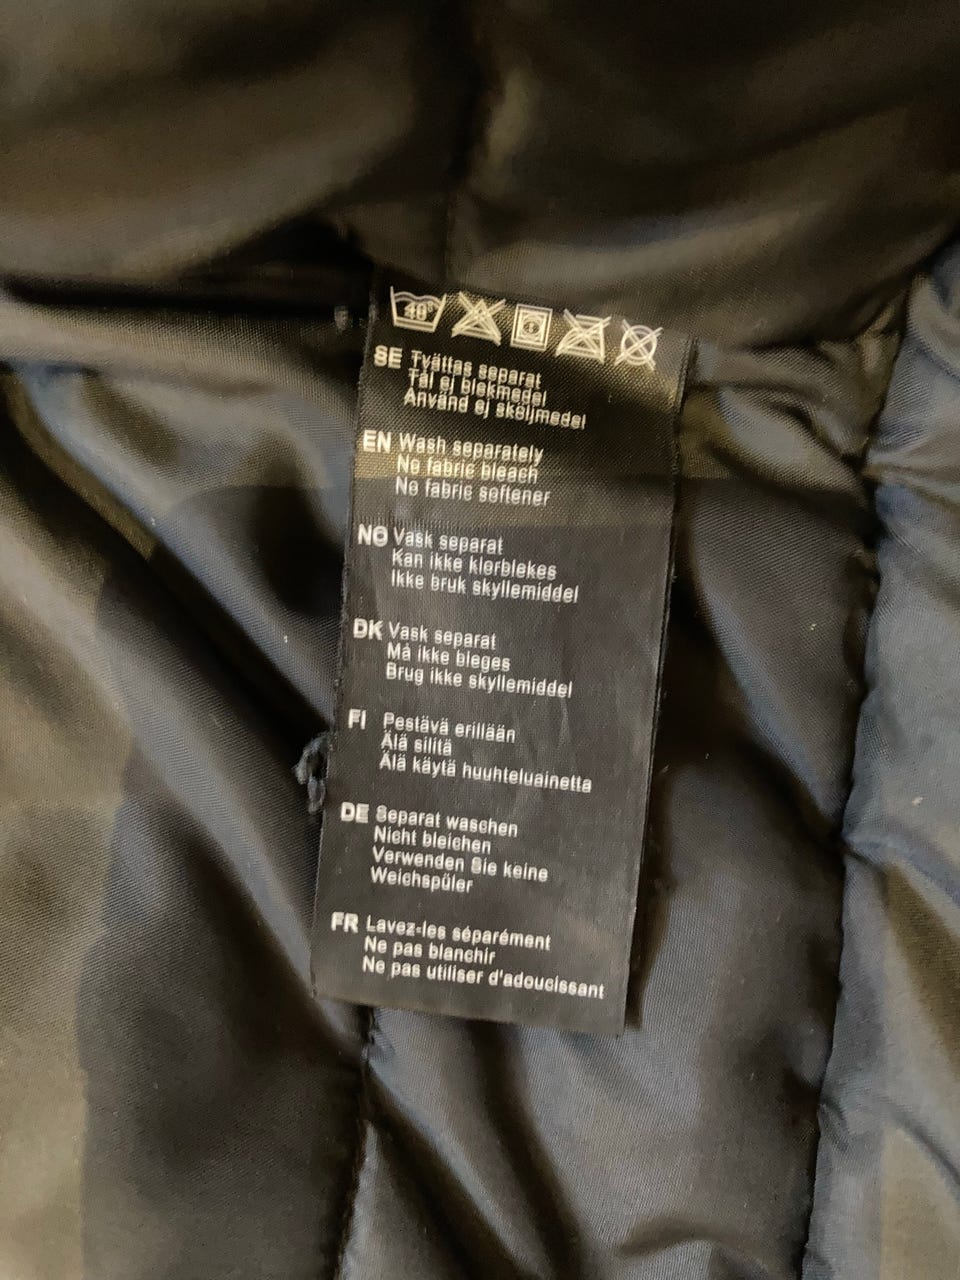 40°
SE Tvättas separat
Tål ej blekmedel
Använd ej sköljmedel
EN Wash separately
No fabric bleach
No fabric softener
NO Vask separat
Kan ikke klorblekes
Ikke bruk skyllemiddel
DK Vask separat
Må ikke bleges
Brug ikke skyllemiddel
FI Pestävä erillään
Älä silitä
Älä käytä huuhteluainetta
DE Separat waschen
Nicht bleichen
Verwenden Sie keine
Weichspüler
FR Lavez-les séparément
Ne pas blanchir
Ne pas utiliser d'adoucissant